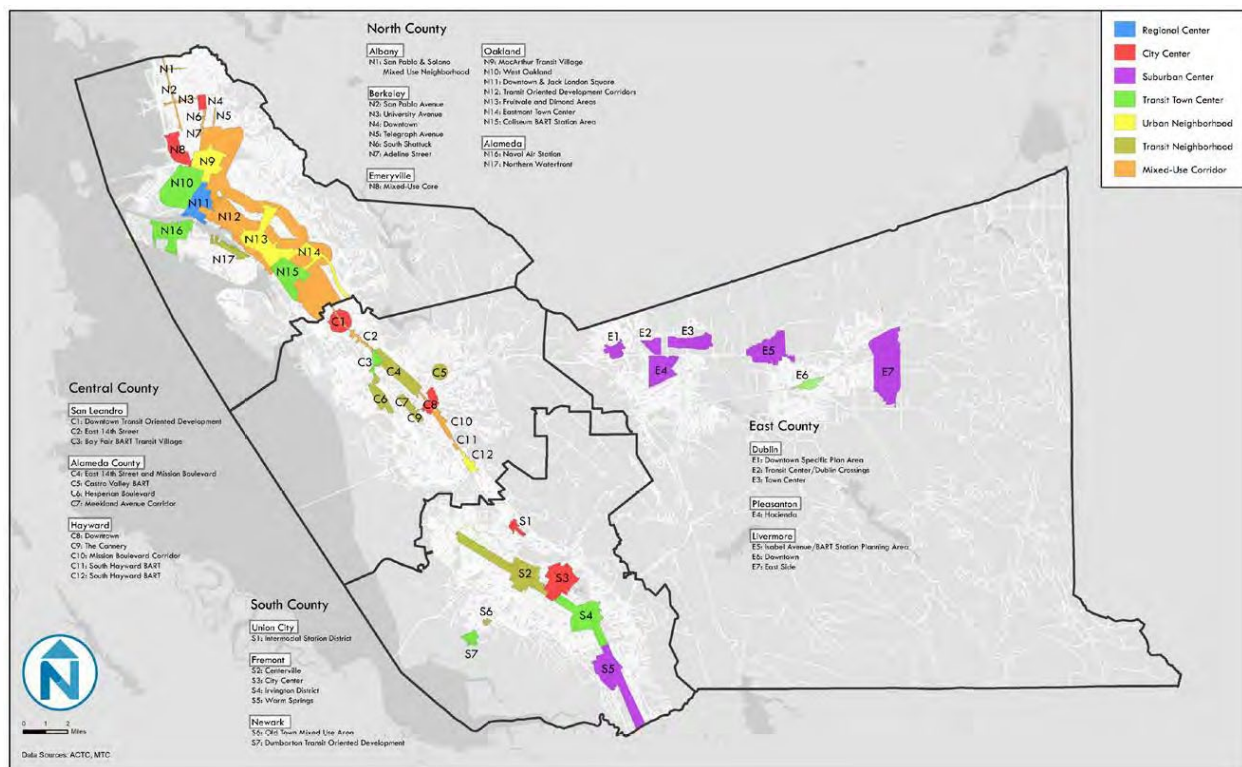 North County
Albany
N1: San Pablo & Solano
Mixed Use Neighborhood
Berkeley
N2: San Pablo Avenue
N3: University Avenue
N4: Downtown
N5: Telegraph Avenue
N6: South Shattuck
N7: Adeline Street
Emeryville
N8: Mixed-Use Core
Oakland
N9: MacArthur Transit Village
N10: West Oakland
N11: Downtown & Jack London Square
N12: Transit Oriented Development Corridors
N13: Fruitvale and Dimond Areas
N14: Eastmont Town Center
N15: Coliseum BART Station Area
Alameda
N16: Naval Air Station
N17: Northern Waterfront
Regional Center
City Center
Suburban Center
Transit Town Center
Urban Neighborhood
Transit Neighborhood
Mixed-Use Corridor
N1
N2
N3
N4
N6
N5
N7
N8
N9
N10
N11
N12
N16
N13
N17
N14
N15
C1
C2
C3
C4
C5
C6
C7
C8
C9
C10
C11
C12
E1
E2
E3
E4
E5
E6
E7
Central County
San Leandro
C1: Downtown Transit Oriented Development
C2: East 14th Street
C3: Bay Fair BART Transit Village
Alameda County
C4: East 14th Street and Mission Boulevard
C5: Castro Valley BART
C6: Hesperian Boulevard
C7: Meekland Avenue Corridor
Hayward
C8: Downtown
C9: The Cannery
C10: Mission Boulevard Corridor
C11: South Hayward BART
C12: South Hayward BART
East County
Dublin
E1: Downtown Specific Plan Area
E2: Transit Center/Dublin Crossings
E3: Town Center
Pleasanton
E4: Hacienda
Livermore
E5: Isabel Avenue/BART Station Planning Area
E6: Downtown
E7: East Side
S1
S2
S3
S4
S5
S6
S7
South County
Union City
S1: Intermodal Station District
Fremont
S2: Centerville
S3: City Center
S4: Irvington District
S5: Warm Springs
Newark
S6: Old Town Mixed Use Area
S7: Dumbarton Transit Oriented Development
N
0 1 2
Miles
Data Sources: ACTC, MTC